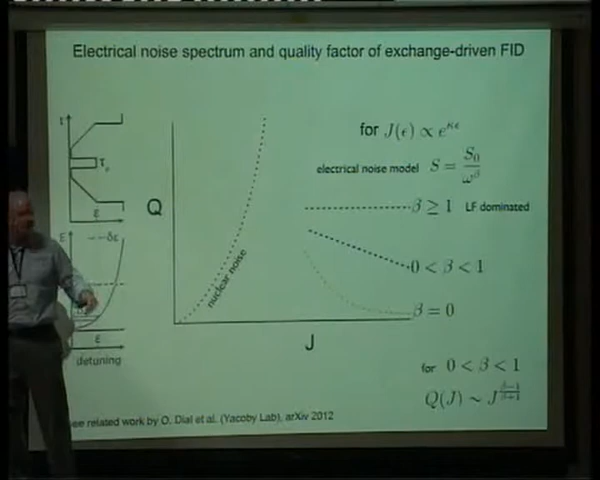 Electrical noise spectrum and quality factor of exchange-driven FID
for J(ε) ∝ e^{κε}
electrical noise model S = S₀/ω^β
t
τ
ε
Q
β ≥ 1 LF dominated
E
δε
nuclear noise
0 < β < 1
β = 0
ε
J
detuning
for 0 < β < 1
Q(J) ~ J^{(β-1)/(β+1)}
see related work by O. Dial et al. (Yacoby Lab), arXiv 2012